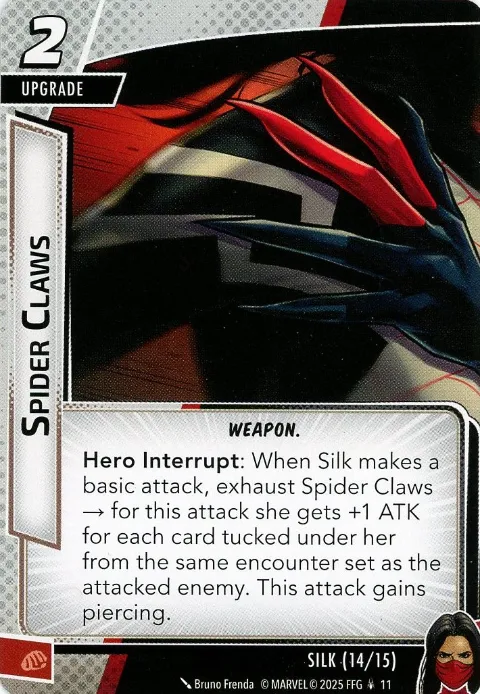 2
UPGRADE
SPIDER CLAWS
WEAPON.
Hero Interrupt: When Silk makes a
basic attack, exhaust Spider Claws
→ for this attack she gets +1 ATK
for each card tucked under her
from the same encounter set as the
attacked enemy. This attack gains
piercing.
SILK (14/15)
Bruno Frenda © MARVEL © 2025 FFG 11